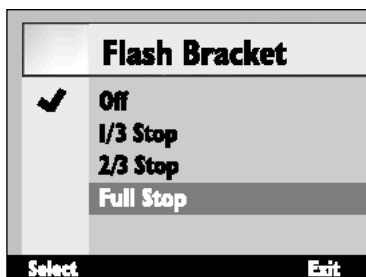 Flash Bracket
Off
1/3 Stop
2/3 Stop
Full Stop
Select Exit